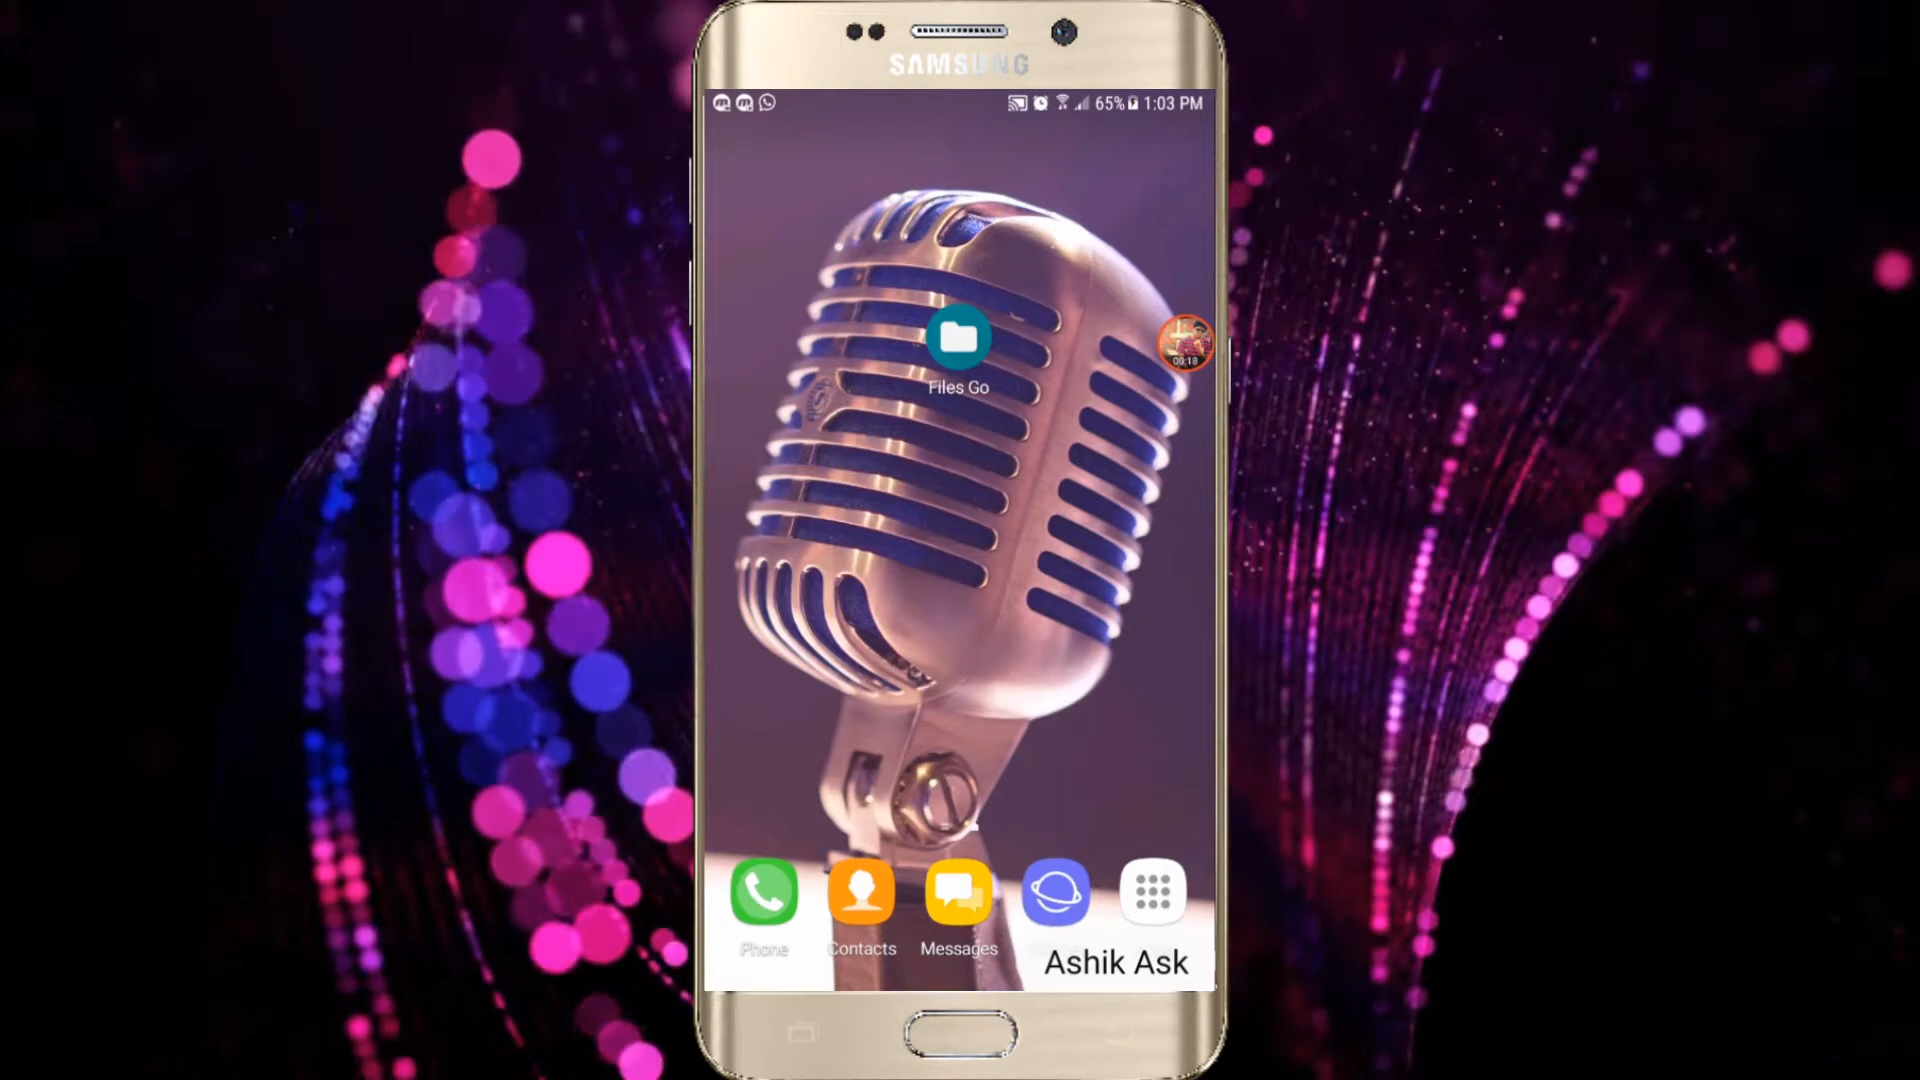 SAMSUNG
65% 1:03 PM
00:18
Files Go
Phone
Contacts
Messages
Ashik Ask